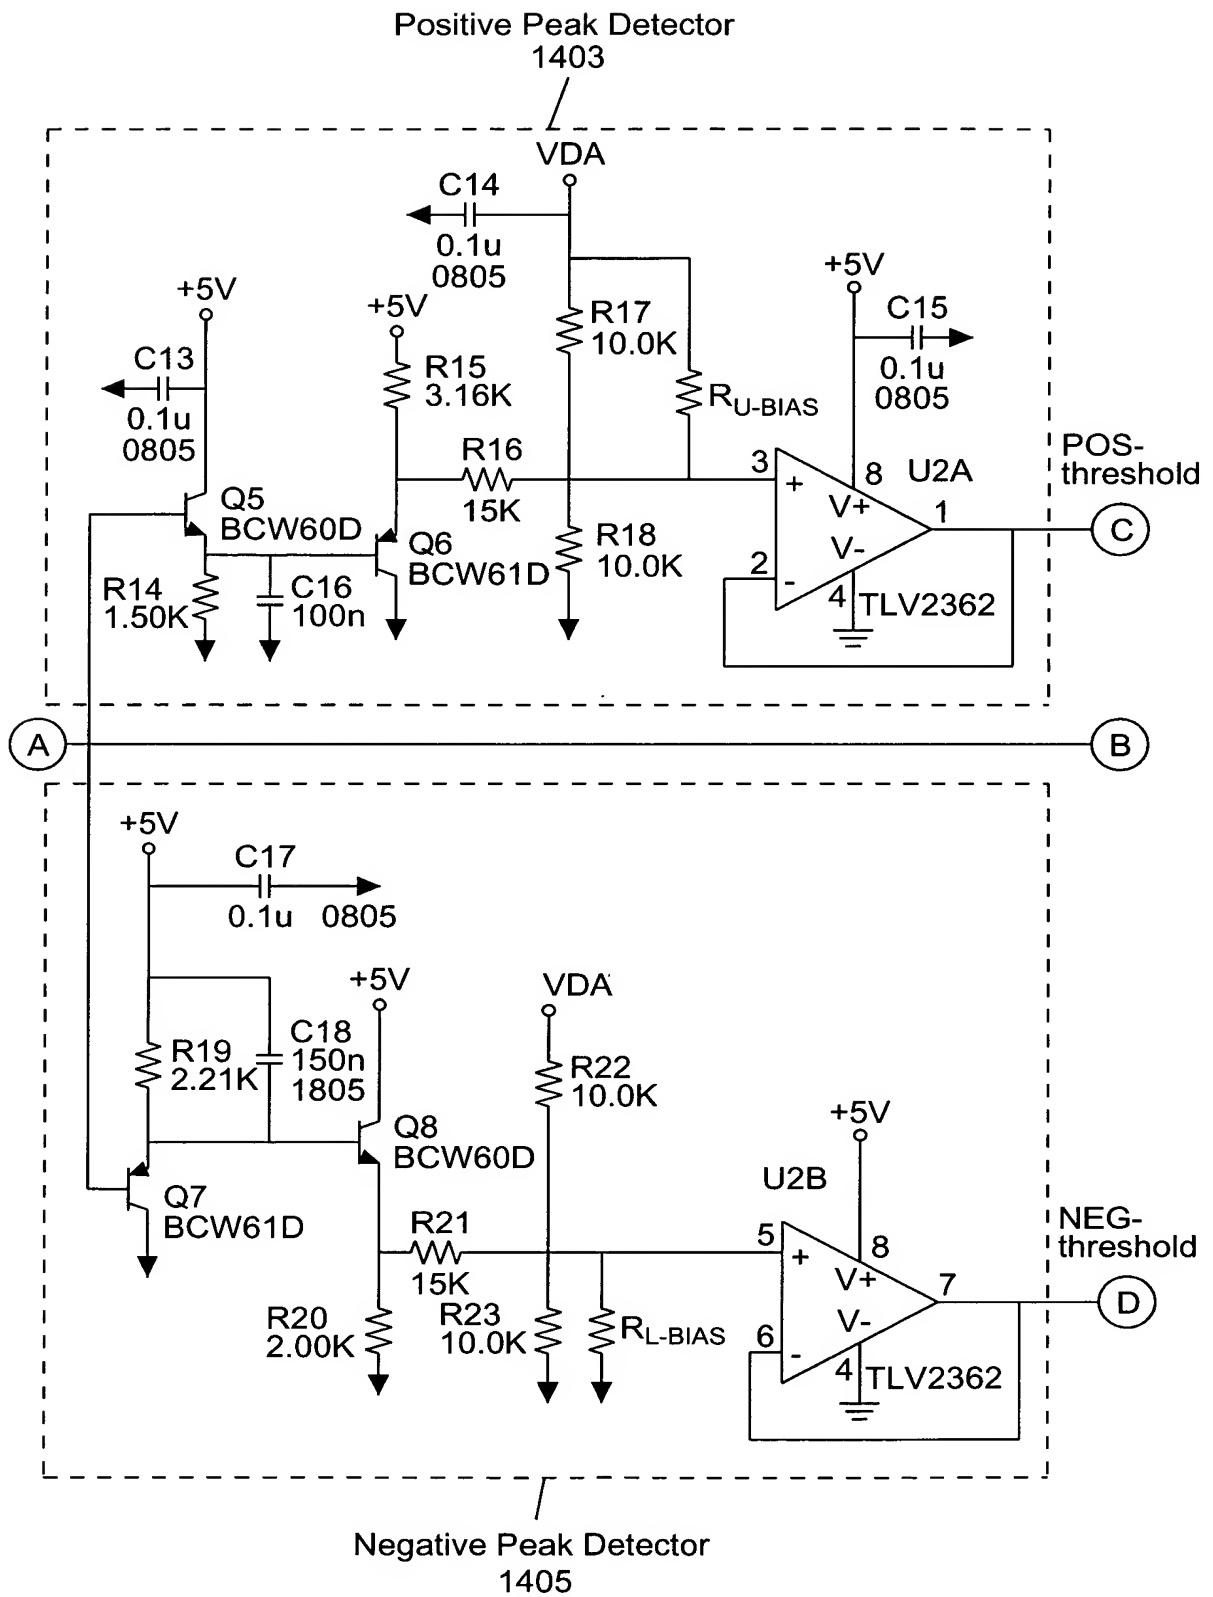 Positive Peak Detector
1403
VDA
C14
0.1u
0805
+5V
C13
0.1u
0805
+5V
R15
3.16K
R17
10.0K
R_U-BIAS
+5V
C15
0.1u
0805
R16
15K
Q5
BCW60D
Q6
BCW61D
R14
1.50K
C16
100n
R18
10.0K
3
+
2
-
8
V+
V-
4
U2A
1
TLV2362
POS-
threshold
C
A
B
+5V
C17
0.1u 0805
R19
2.21K
C18
150n
1805
+5V
VDA
R22
10.0K
Q8
BCW60D
Q7
BCW61D
R21
15K
R20
2.00K
R23
10.0K
R_L-BIAS
+5V
U2B
5
+
6
-
8
V+
V-
4
7
TLV2362
NEG-
threshold
D
Negative Peak Detector
1405